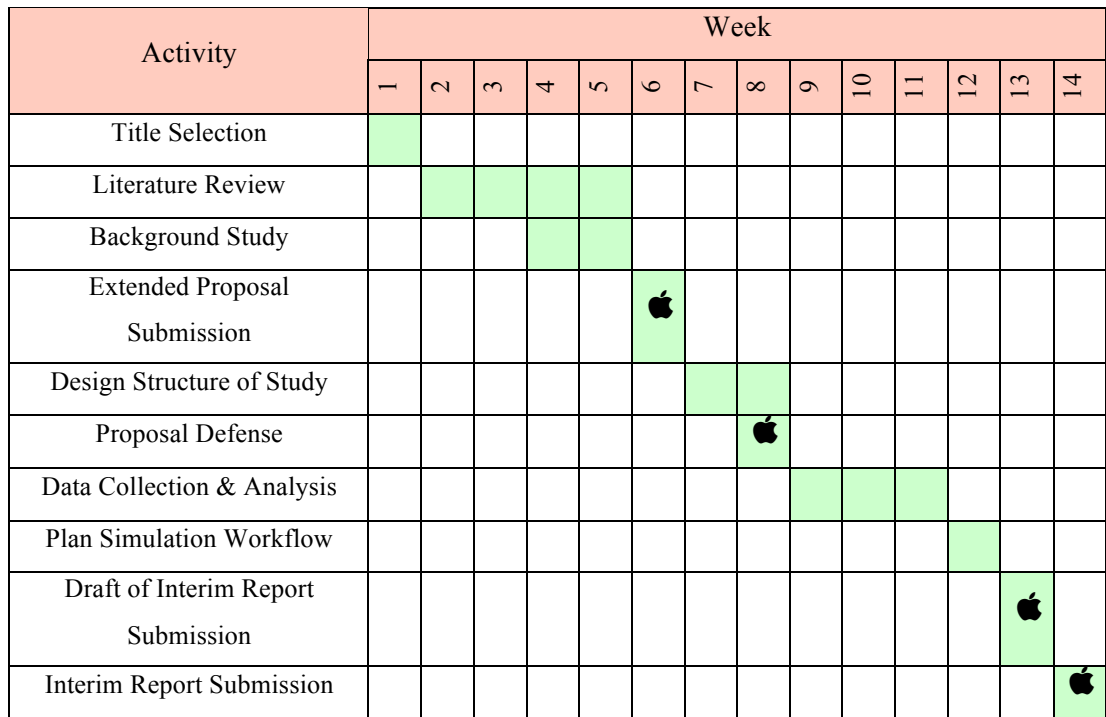 Activity
Week
1 2 3 4 5 6 7 8 9 10 11 12 13 14
Title Selection
Literature Review
Background Study
Extended Proposal
Submission
Design Structure of Study
Proposal Defense
Data Collection & Analysis
Plan Simulation Workflow
Draft of Interim Report
Submission
Interim Report Submission